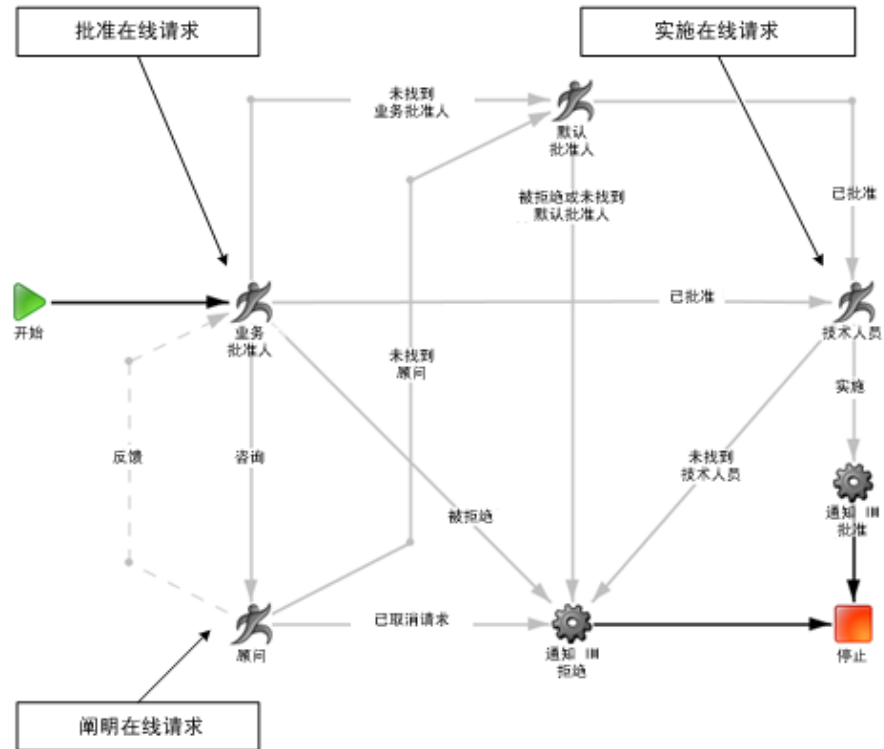 批准在线请求
实施在线请求
未找到
业务批准人
默认
批准人
被拒绝或未找到
默认批准人
已批准
已批准
开始
业务
批准人
技术人员
未找到
顾问
实施
反馈
咨询
未找到
技术人员
被拒绝
通知 IM
批准
已取消请求
顾问
通知 IM
拒绝
停止
阐明在线请求